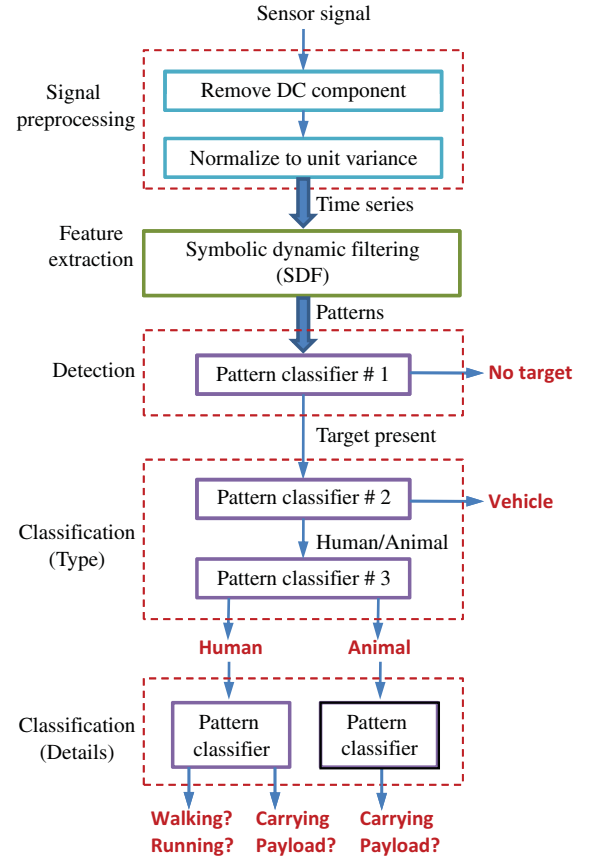 Sensor signal
Signal
preprocessing
Remove DC component
Normalize to unit variance
Time series
Feature
extraction
Symbolic dynamic filtering
(SDF)
Patterns
Detection
Pattern classifier # 1
No target
Target present
Classification
(Type)
Pattern classifier # 2
Vehicle
Human/Animal
Pattern classifier # 3
Human
Animal
Classification
(Details)
Pattern
classifier
Pattern
classifier
Walking?
Running?
Carrying
Payload?
Carrying
Payload?